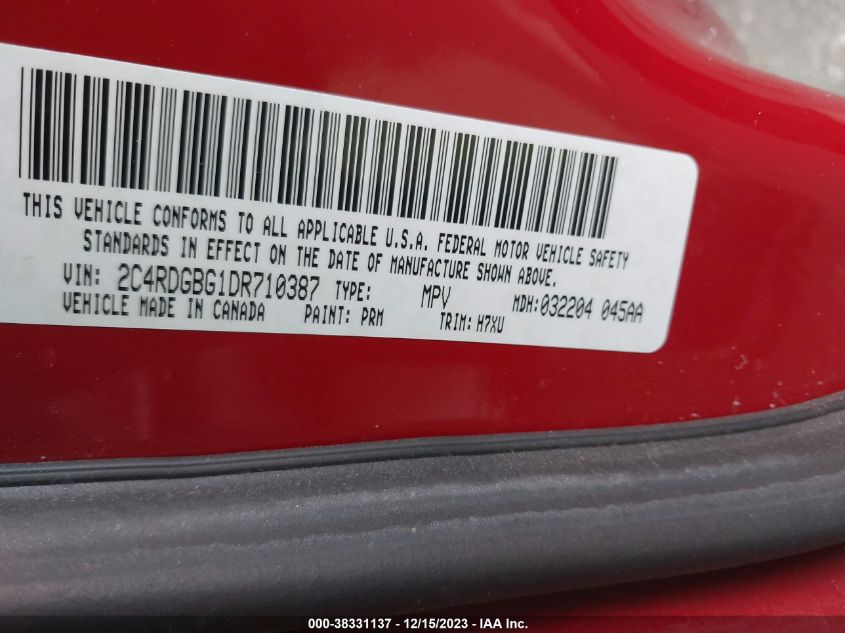 THIS VEHICLE CONFORMS TO ALL APPLICABLE U.S.A. FEDERAL MOTOR VEHICLE SAFETY
STANDARDS IN EFFECT ON THE DATE OF MANUFACTURE SHOWN ABOVE.
VIN: 2C4RDGBG1DR710387 TYPE: MPV MDH:032204 045AA
VEHICLE MADE IN CANADA PAINT: PRM TRIM: H7XU
000-38331137 - 12/15/2023 - IAA Inc.